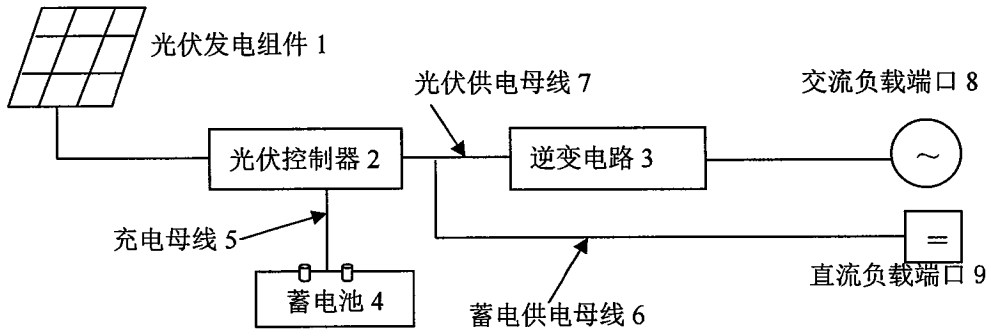 光伏发电组件 1
光伏供电母线 7
交流负载端口 8
光伏控制器 2
逆变电路 3
~
充电母线 5
=
直流负载端口 9
蓄电池 4
蓄电供电母线 6